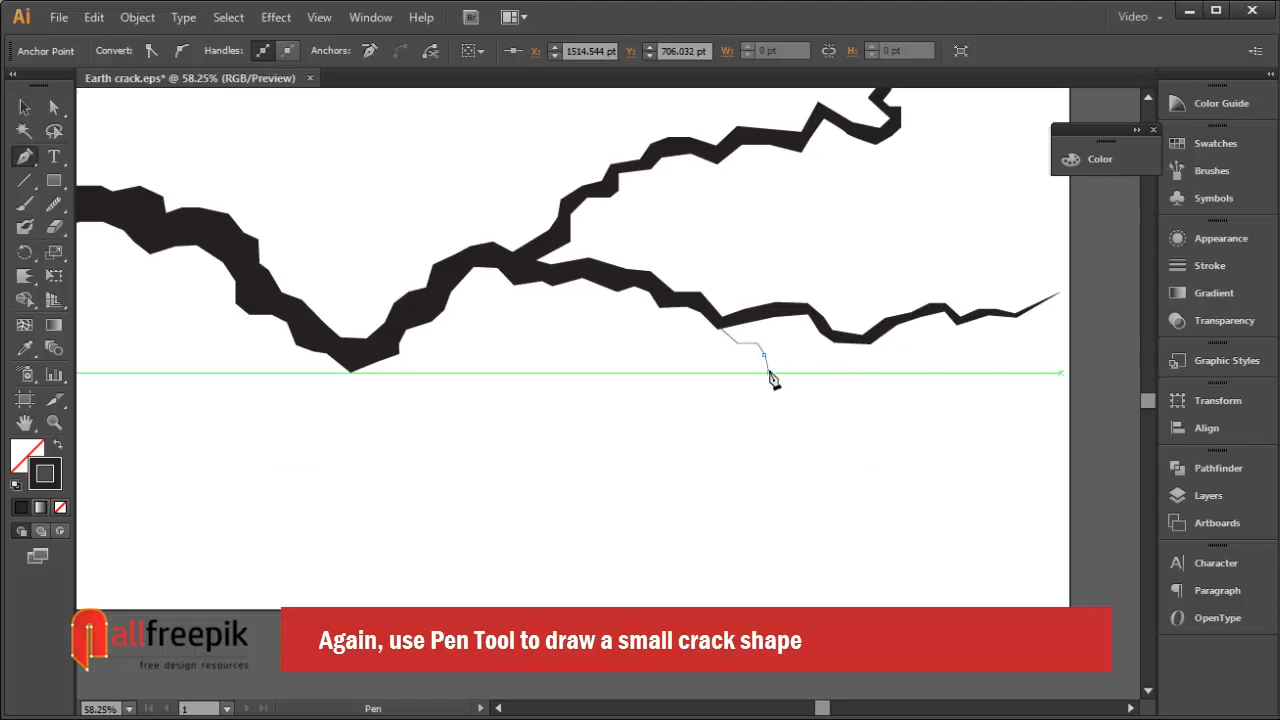 Ai File Edit Object Type Select Effect View Window Help Br Video
Anchor Point Convert: Handles: Anchors: X: 1514.544 pt Y: 706.032 pt W: 0 pt H: 0 pt
Earth crack.eps* @ 58.25% (RGB/Preview) ×
Color
Color Guide
Swatches
Brushes
Symbols
Appearance
Stroke
Gradient
Transparency
Graphic Styles
Transform
Align
Pathfinder
Layers
Artboards
Character
Paragraph
OpenType
allfreepik
free design resources
Again, use Pen Tool to draw a small crack shape
58.25% 1 Pen